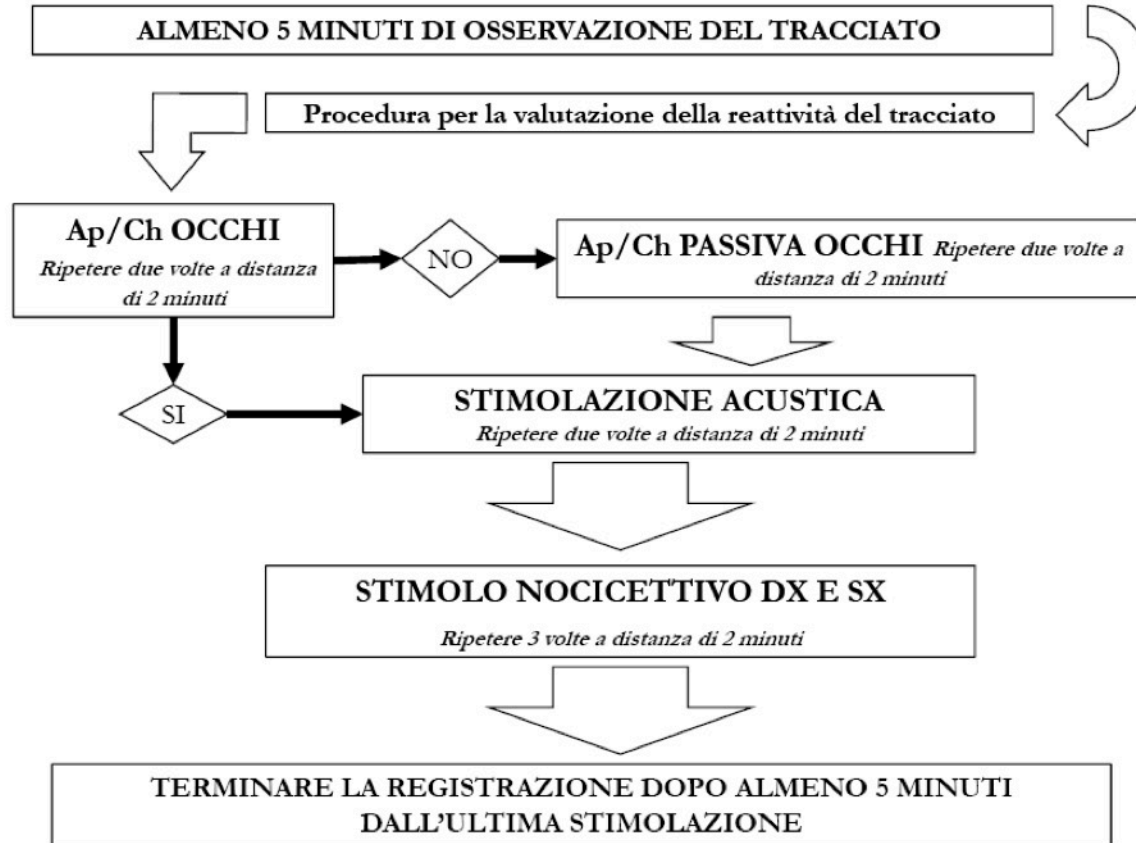 ALMENO 5 MINUTI DI OSSERVAZIONE DEL TRACCIATO
Procedura per la valutazione della reattività del tracciato
Ap/Ch OCCHI
Ripetere due volte a distanza
di 2 minuti
NO
Ap/Ch PASSIVA OCCHI Ripetere due volte a
distanza di 2 minuti
SI
STIMOLAZIONE ACUSTICA
Ripetere due volte a distanza di 2 minuti
STIMOLO NOCICETTIVO DX E SX
Ripetere 3 volte a distanza di 2 minuti
TERMINARE LA REGISTRAZIONE DOPO ALMENO 5 MINUTI
DALL'ULTIMA STIMOLAZIONE